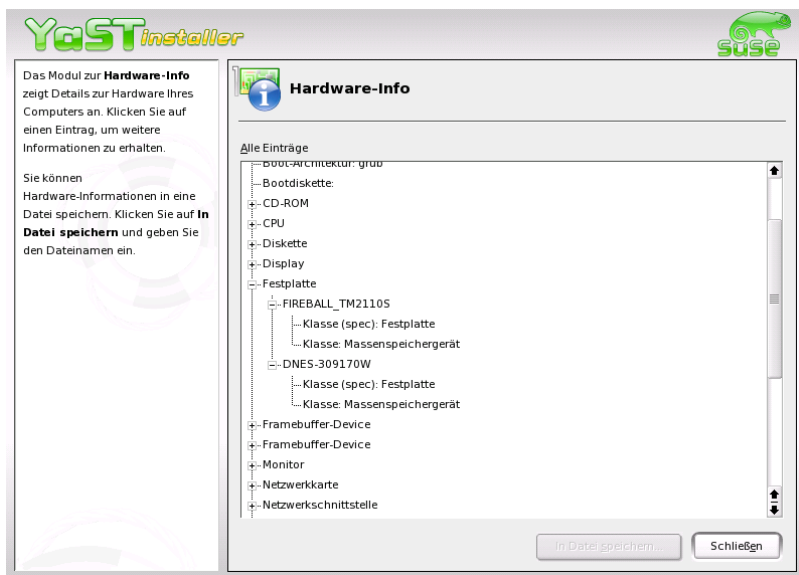 YaST installer
SUSE
Das Modul zur Hardware-Info
zeigt Details zur Hardware Ihres
Computers an. Klicken Sie auf
einen Eintrag, um weitere
Informationen zu erhalten.
Sie können
Hardware-Informationen in eine
Datei speichern. Klicken Sie auf In
Datei speichern und geben Sie
den Dateinamen ein.
Hardware-Info
Alle Einträge
Boot-Architektur: grub
Bootdiskette:
CD-ROM
CPU
Diskette
Display
Festplatte
FIREBALL_TM2110S
Klasse (spec): Festplatte
Klasse: Massenspeichergerät
DNES-309170W
Klasse (spec): Festplatte
Klasse: Massenspeichergerät
Framebuffer-Device
Framebuffer-Device
Monitor
Netzwerkkarte
Netzwerkschnittstelle
In Datei speichern...
Schließen